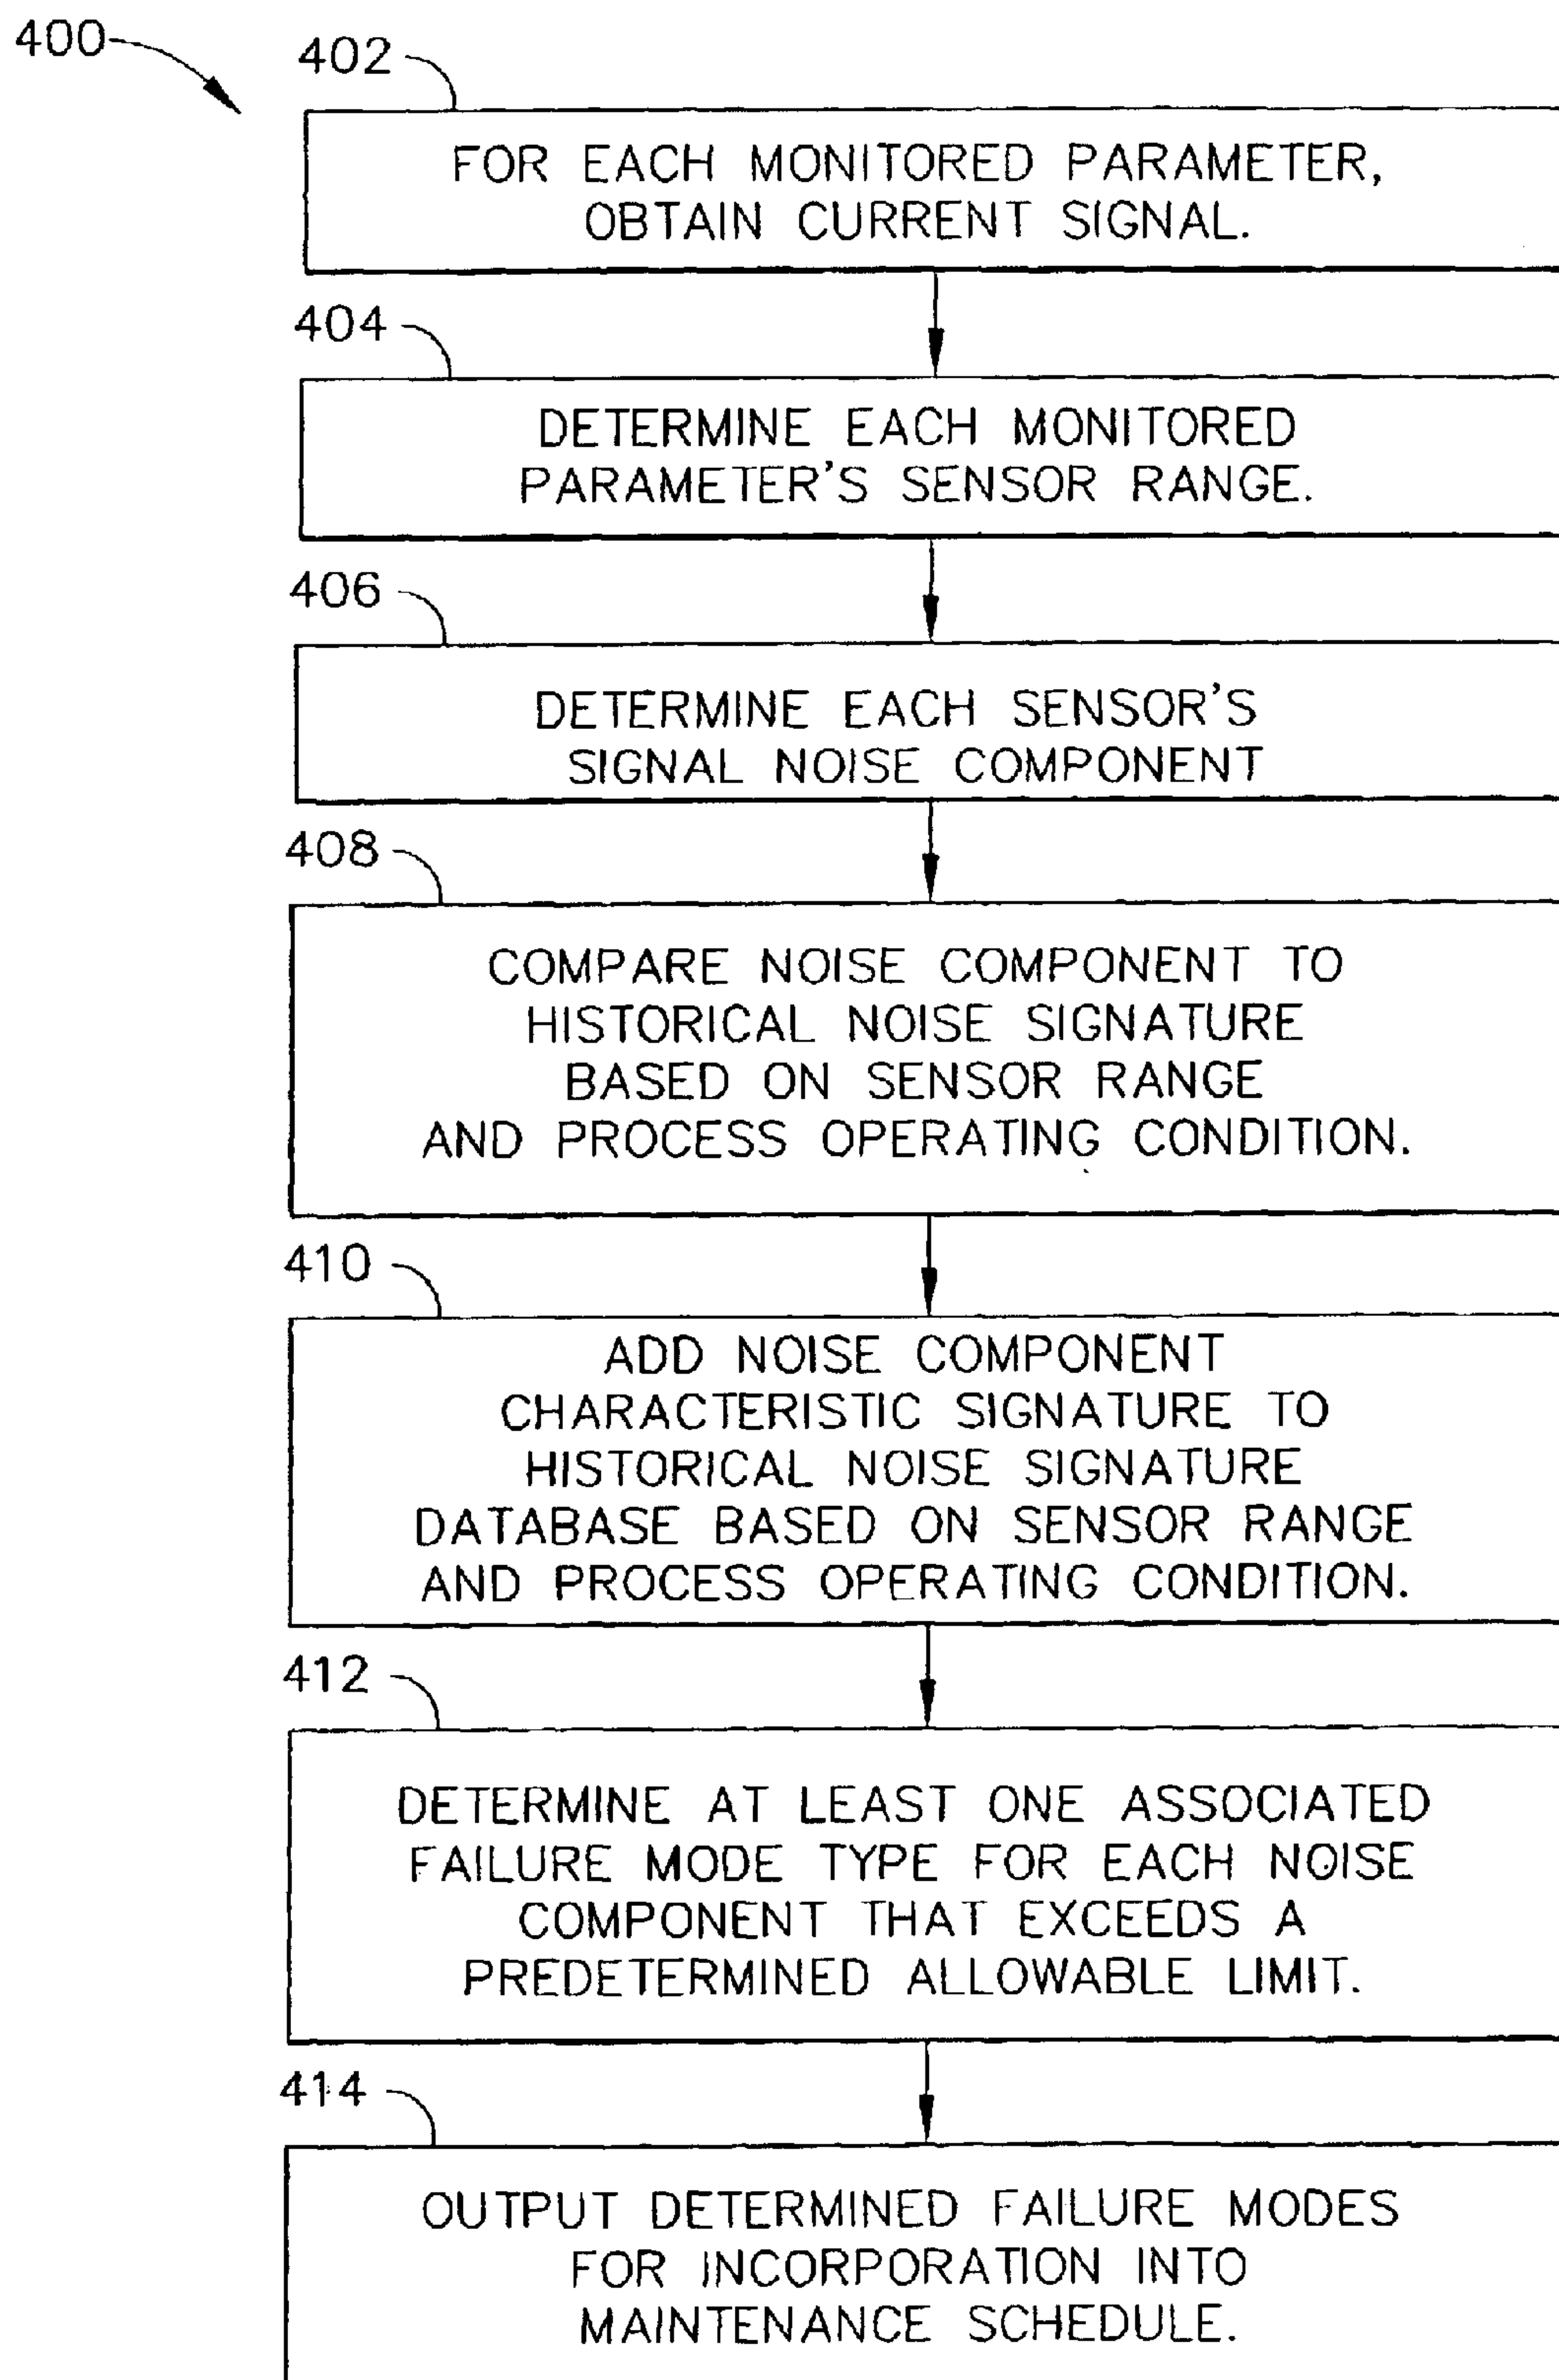 400
402
FOR EACH MONITORED PARAMETER,
OBTAIN CURRENT SIGNAL.
404
DETERMINE EACH MONITORED
PARAMETER'S SENSOR RANGE.
406
DETERMINE EACH SENSOR'S
SIGNAL NOISE COMPONENT
408
COMPARE NOISE COMPONENT TO
HISTORICAL NOISE SIGNATURE
BASED ON SENSOR RANGE
AND PROCESS OPERATING CONDITION.
410
ADD NOISE COMPONENT
CHARACTERISTIC SIGNATURE TO
HISTORICAL NOISE SIGNATURE
DATABASE BASED ON SENSOR RANGE
AND PROCESS OPERATING CONDITION.
412
DETERMINE AT LEAST ONE ASSOCIATED
FAILURE MODE TYPE FOR EACH NOISE
COMPONENT THAT EXCEEDS A
PREDETERMINED ALLOWABLE LIMIT.
414
OUTPUT DETERMINED FAILURE MODES
FOR INCORPORATION INTO
MAINTENANCE SCHEDULE.